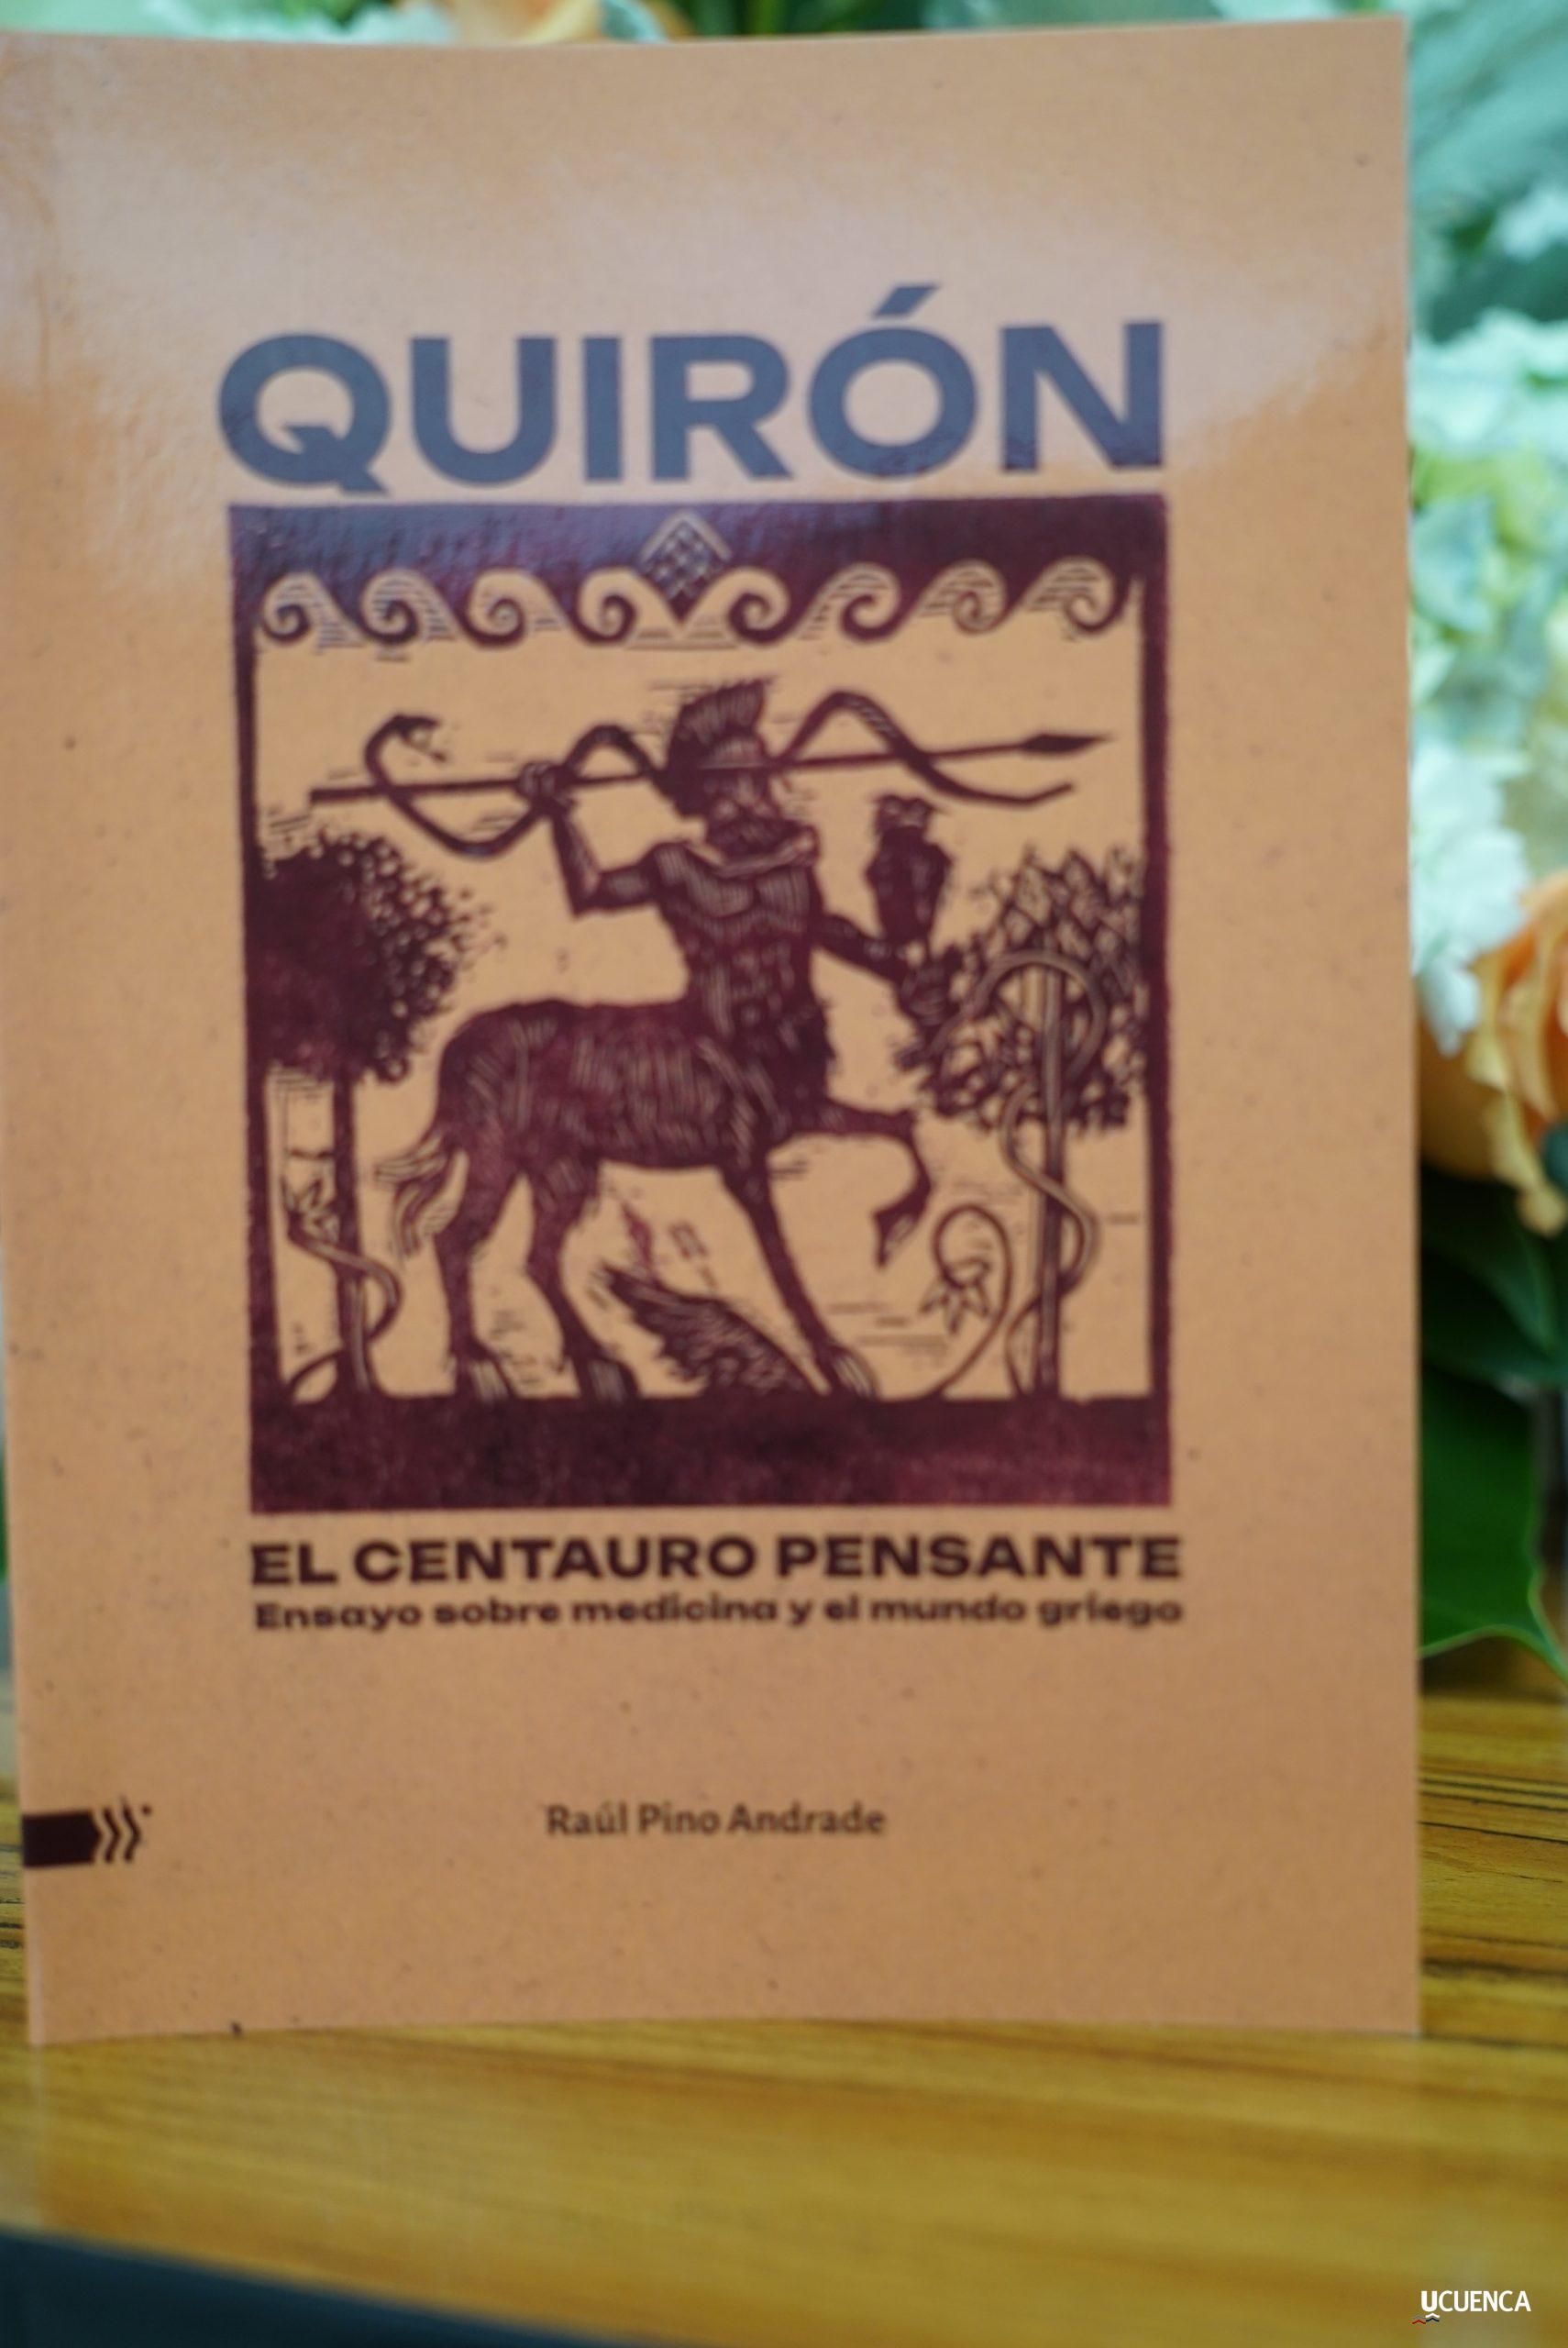 QUIRÓN
EL CENTAURO PENSANTE
Ensayo sobre medicina y el mundo griego
Raúl Pino Andrade
UCUENCA